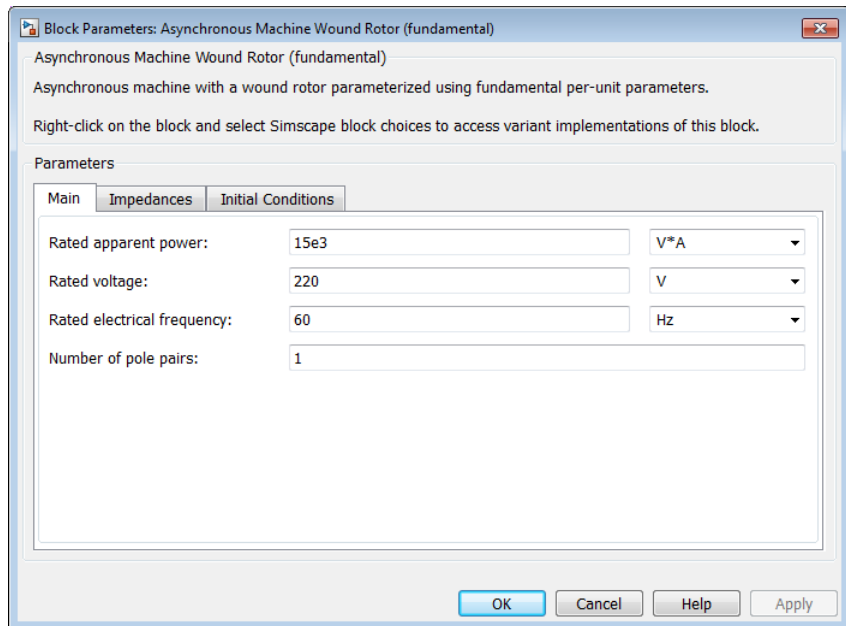 Block Parameters: Asynchronous Machine Wound Rotor (fundamental)
Asynchronous Machine Wound Rotor (fundamental)
Asynchronous machine with a wound rotor parameterized using fundamental per-unit parameters.
Right-click on the block and select Simscape block choices to access variant implementations of this block.
Parameters
Main Impedances Initial Conditions
Rated apparent power: 15e3 V*A
Rated voltage: 220 V
Rated electrical frequency: 60 Hz
Number of pole pairs: 1
OK Cancel Help Apply